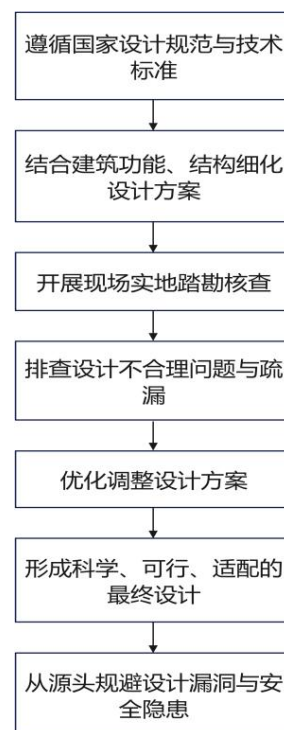 遵循国家设计规范与技术
标准
结合建筑功能、结构细化
设计方案
开展现场实地踏勘核查
排查设计不合理问题与疏
漏
优化调整设计方案
形成科学、可行、适配的
最终设计
从源头规避设计漏洞与安
全隐患